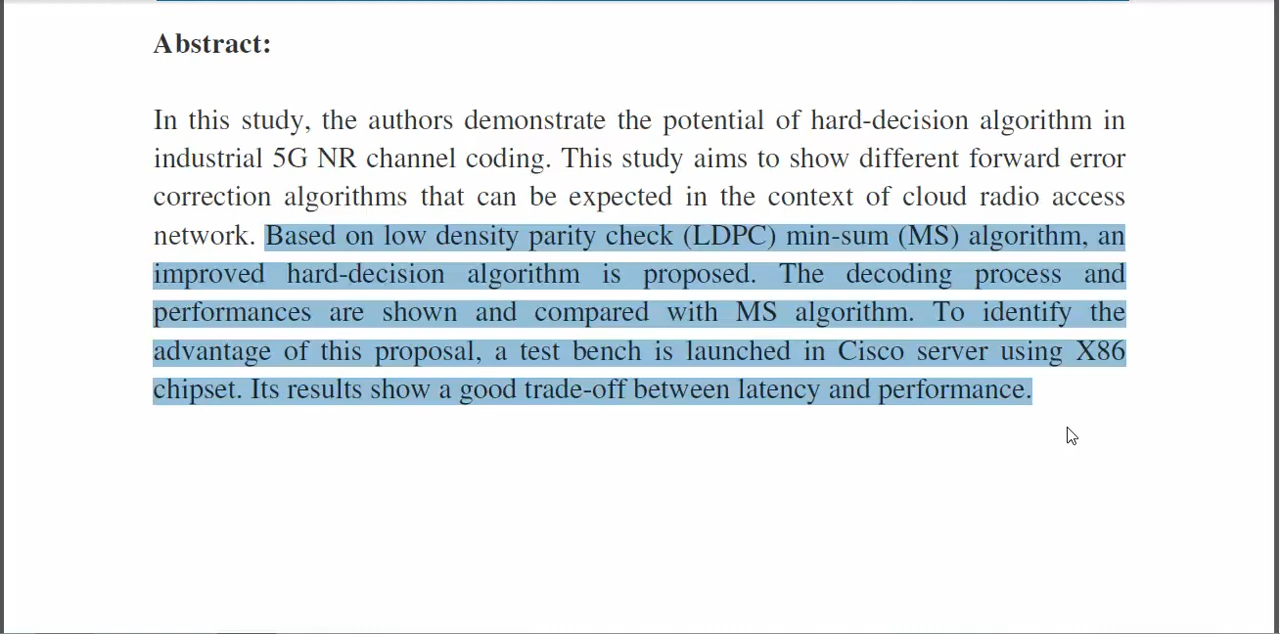 Abstract:
In this study, the authors demonstrate the potential of hard-decision algorithm in
industrial 5G NR channel coding. This study aims to show different forward error
correction algorithms that can be expected in the context of cloud radio access
network. Based on low density parity check (LDPC) min-sum (MS) algorithm, an
improved hard-decision algorithm is proposed. The decoding process and
performances are shown and compared with MS algorithm. To identify the
advantage of this proposal, a test bench is launched in Cisco server using X86
chipset. Its results show a good trade-off between latency and performance.